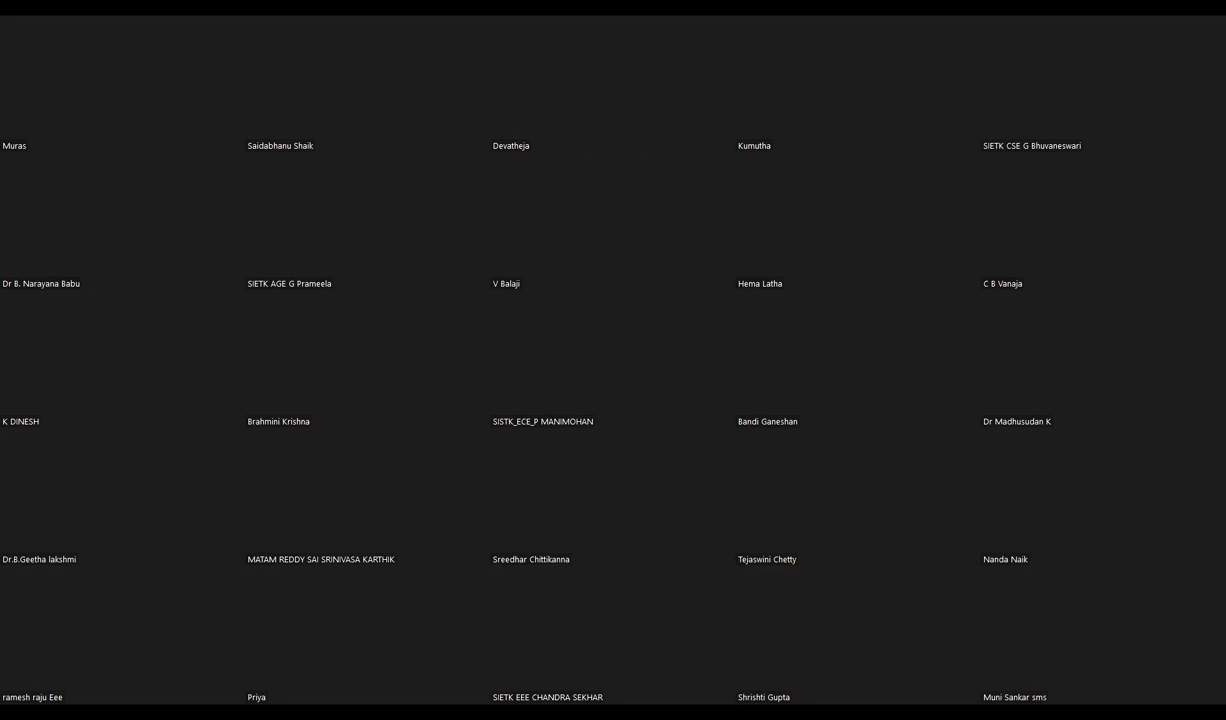 Muras
Saidabhanu Shaik
Devatheja
Kumutha
SIETK CSE G Bhuvaneswari
Dr B. Narayana Babu
SIETK AGE G Prameela
V Balaji
Hema Latha
C B Vanaja
K DINESH
Brahmini Krishna
SISTK_ECE_P MANIMOHAN
Bandi Ganeshan
Dr Madhusudan K
Dr.B.Geetha lakshmi
MATAM REDDY SAI SRINIVASA KARTHIK
Sreedhar Chittikanna
Tejaswini Chetty
Nanda Naik
ramesh raju Eee
Priya
SIETK EEE CHANDRA SEKHAR
Shrishti Gupta
Muni Sankar sms